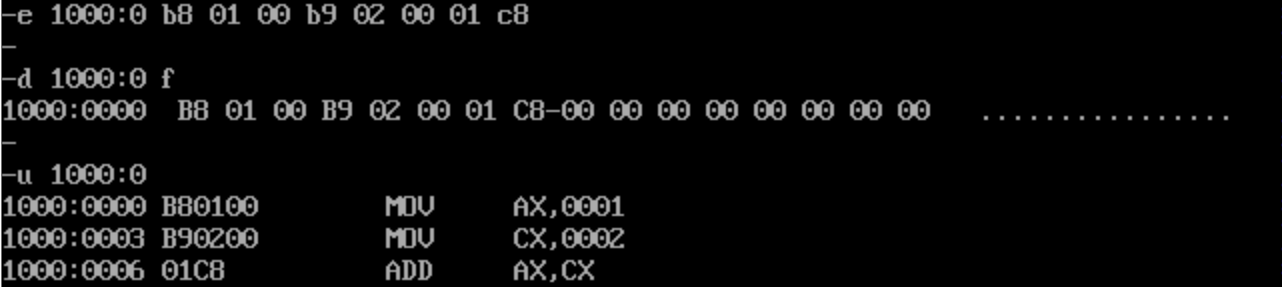 -e 1000:0 b8 01 00 b9 02 00 01 c8
-
-d 1000:0 f
1000:0000  B8 01 00 B9 02 00 01 C8-00 00 00 00 00 00 00 00   ................
-
-u 1000:0
1000:0000 B80100        MOV     AX,0001
1000:0003 B90200        MOV     CX,0002
1000:0006 01C8          ADD     AX,CX